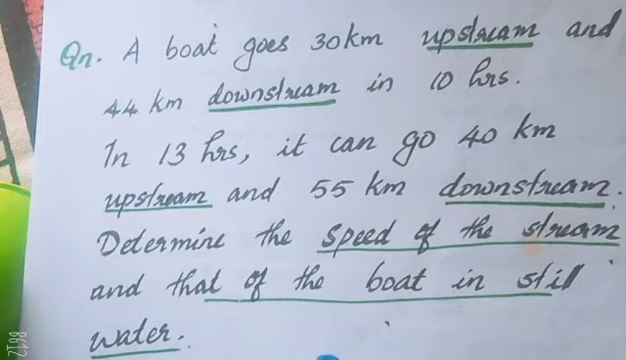 Qn. A boat goes 30km upstream and
44 km downstream in 10 hrs.
In 13 hrs, it can go 40 km
upstream and 55 km downstream.
Determine the speed of the stream
and that of the boat in still
water.